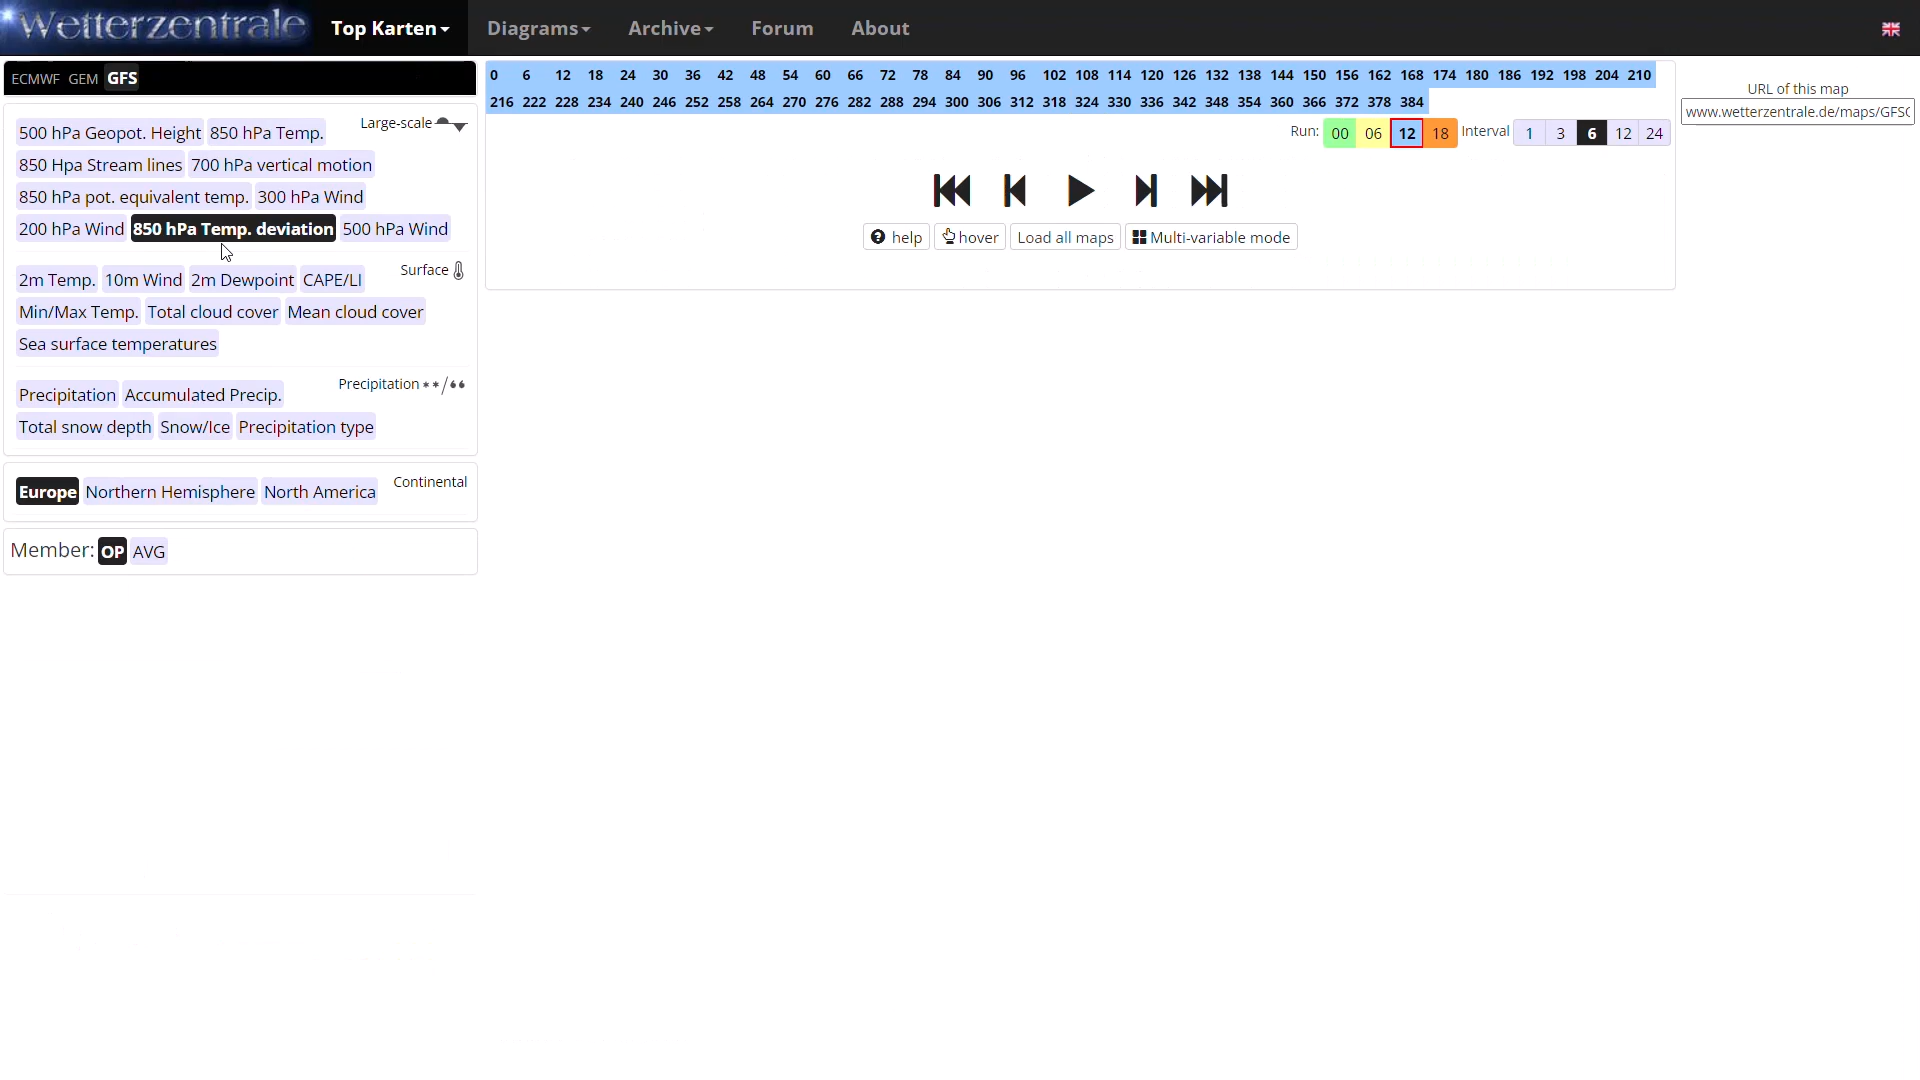 Wetterzentrale Top Karten Diagrams Archive Forum About
ECMWF GEM GFS
Large-scale
500 hPa Geopot. Height 850 hPa Temp.
850 Hpa Stream lines 700 hPa vertical motion
850 hPa pot. equivalent temp. 300 hPa Wind
200 hPa Wind 850 hPa Temp. deviation 500 hPa Wind
Surface
2m Temp. 10m Wind 2m Dewpoint CAPE/LI
Min/Max Temp. Total cloud cover Mean cloud cover
Sea surface temperatures
Precipitation **/
Precipitation Accumulated Precip.
Total snow depth Snow/Ice Precipitation type
Continental
Europe Northern Hemisphere North America
Member: OP AVG
0 6 12 18 24 30 36 42 48 54 60 66 72 78 84 90 96 102 108 114 120 126 132 138 144 150 156 162 168 174 180 186 192 198 204 210
216 222 228 234 240 246 252 258 264 270 276 282 288 294 300 306 312 318 324 330 336 342 348 354 360 366 372 378 384
Run: 00 06 12 18 Interval 1 3 6 12 24
help hover Load all maps Multi-variable mode
URL of this map
www.wetterzentrale.de/maps/GFSC